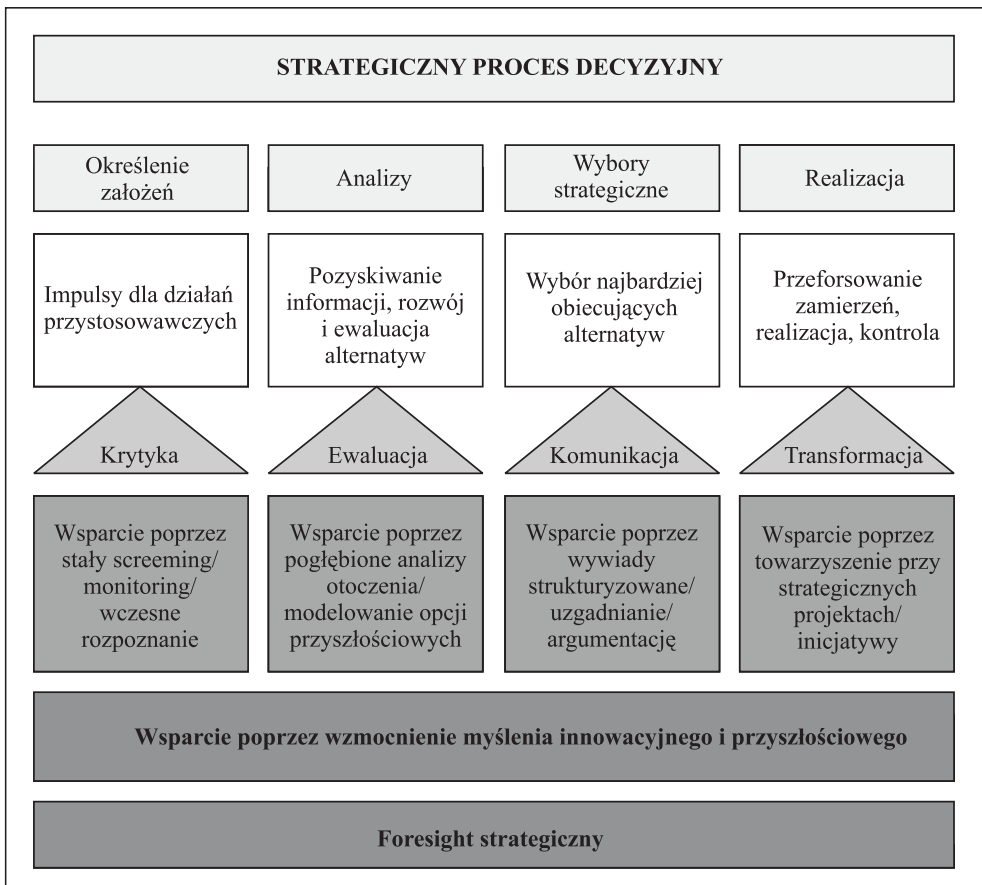 STRATEGICZNY PROCES DECYZYJNY
Określenie
założeń
Analizy
Wybory
strategiczne
Realizacja
Impulsy dla działań
przystosowawczych
Pozyskiwanie
informacji, rozwój
i ewaluacja
alternatyw
Wybór najbardziej
obiecujących
alternatyw
Przeforsowanie
zamierzeń,
realizacja, kontrola
Krytyka
Ewaluacja
Komunikacja
Transformacja
Wsparcie poprzez
stały screeming/
monitoring/
wczesne
rozpoznanie
Wsparcie poprzez
pogłębione analizy
otoczenia/
modelowanie opcji
przyszłościowych
Wsparcie poprzez
wywiady
strukturyzowane/
uzgadnianie/
argumentację
Wsparcie poprzez
towarzyszenie przy
strategicznych
projektach/
inicjatywy
Wsparcie poprzez wzmocnienie myślenia innowacyjnego i przyszłościowego
Foresight strategiczny